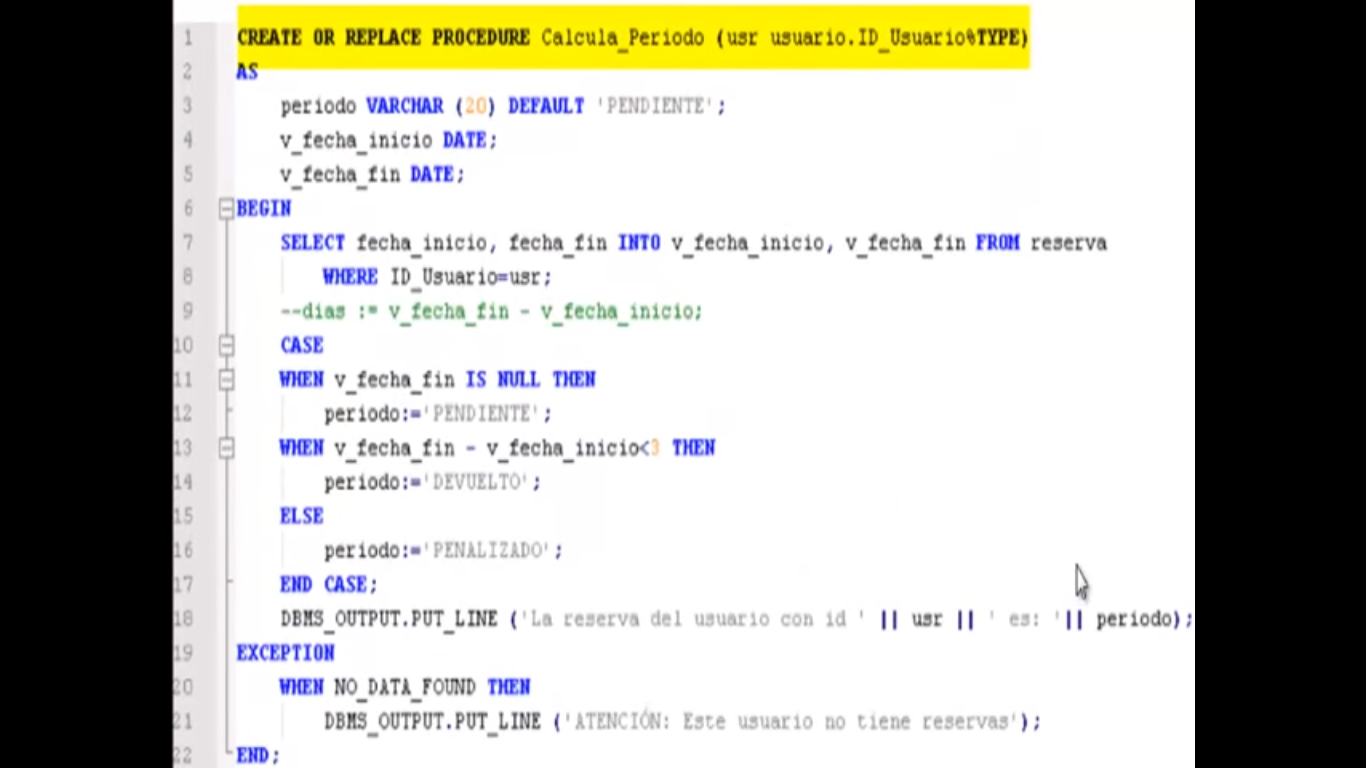 1 CREATE OR REPLACE PROCEDURE Calcula_Periodo (usr usuario.ID_Usuario%TYPE)
2 AS
3 periodo VARCHAR (20) DEFAULT 'PENDIENTE';
4 v_fecha_inicio DATE;
5 v_fecha_fin DATE;
6 BEGIN
7 SELECT fecha_inicio, fecha_fin INTO v_fecha_inicio, v_fecha_fin FROM reserva
8 WHERE ID_Usuario=usr;
9 --dias := v_fecha_fin - v_fecha_inicio;
10 CASE
11 WHEN v_fecha_fin IS NULL THEN
12 periodo:='PENDIENTE';
13 WHEN v_fecha_fin - v_fecha_inicio<3 THEN
14 periodo:='DEVUELTO';
15 ELSE
16 periodo:='PENALIZADO';
17 END CASE;
18 DBMS_OUTPUT.PUT_LINE ('La reserva del usuario con id ' || usr || ' es: '|| periodo);
19 EXCEPTION
20 WHEN NO_DATA_FOUND THEN
21 DBMS_OUTPUT.PUT_LINE ('ATENCIÓN: Este usuario no tiene reservas');
22 END;